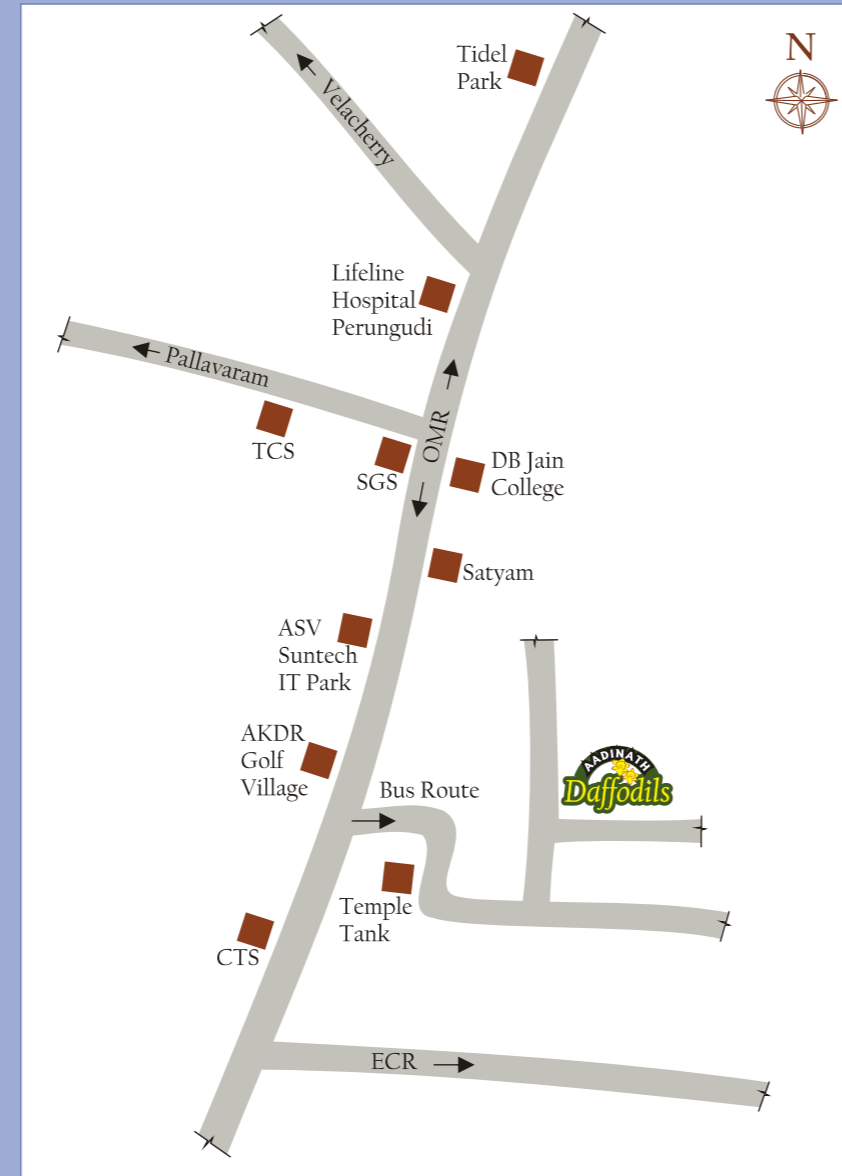 Tidel
Park
N
Velacherry
Lifeline
Hospital
Perungudi
Pallavaram
TCS
SGS
OMR
DB Jain
College
Satyam
ASV
Suntech
IT Park
AKDR
Golf
Village
Bus Route
AADINATH
Daffodils
Temple
Tank
CTS
ECR